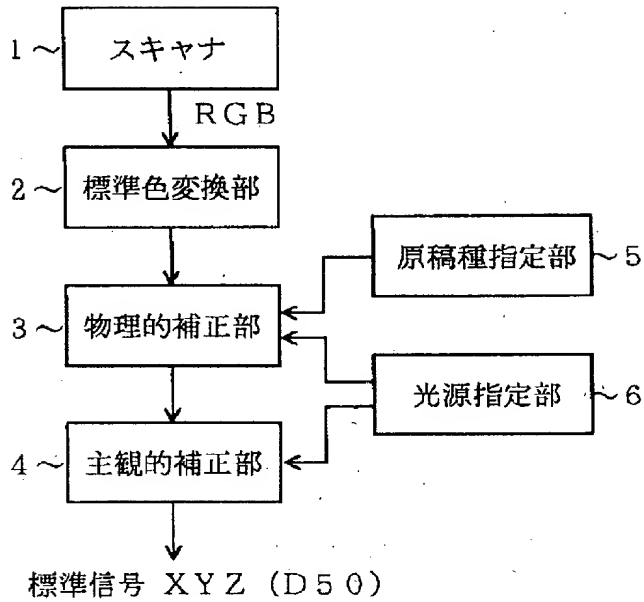 1～ スキャナ
RGB
2～ 標準色変換部
原稿種指定部 ～5
3～ 物理的補正部
光源指定部 ～6
4～ 主観的補正部
標準信号 XYZ (D50)